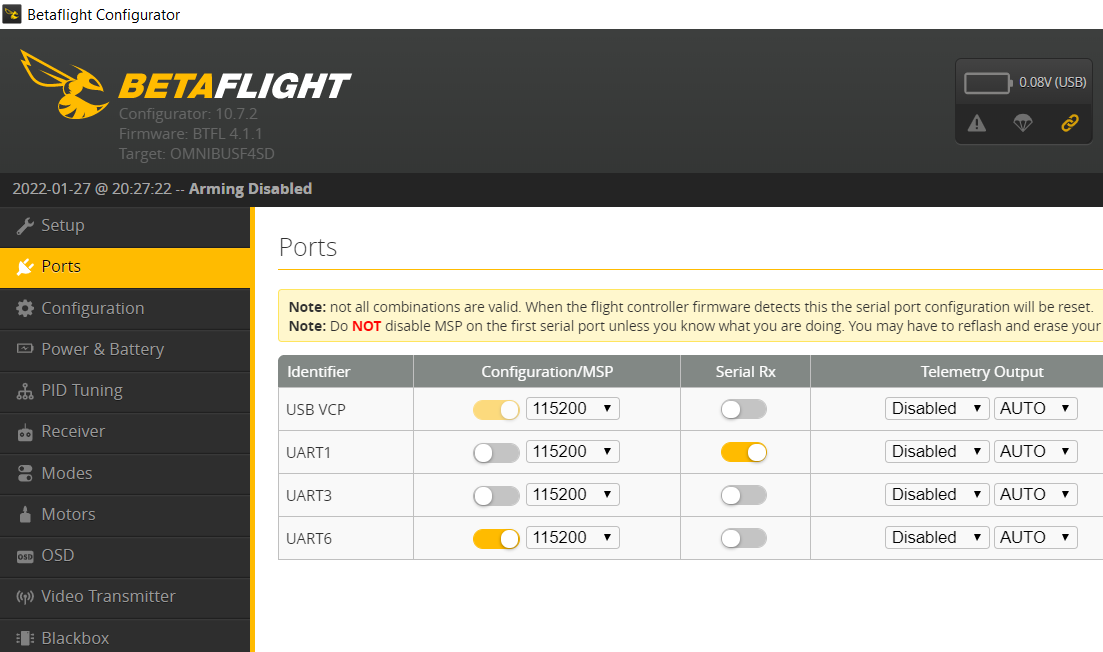 Betaflight Configurator
BETAFLIGHT
Configurator: 10.7.2
Firmware: BTFL 4.1.1
Target: OMNIBUSF4SD
0.08V (USB)
2022-01-27 @ 20:27:22 -- Arming Disabled
Setup
Ports
Configuration
Power & Battery
PID Tuning
Receiver
Modes
Motors
OSD OSD
Video Transmitter
Blackbox
Ports
Note: not all combinations are valid. When the flight controller firmware detects this the serial port configuration will be reset.
Note: Do NOT disable MSP on the first serial port unless you know what you are doing. You may have to reflash and erase your
Identifier Configuration/MSP Serial Rx Telemetry Output
USB VCP 115200 Disabled AUTO
UART1 115200 Disabled AUTO
UART3 115200 Disabled AUTO
UART6 115200 Disabled AUTO